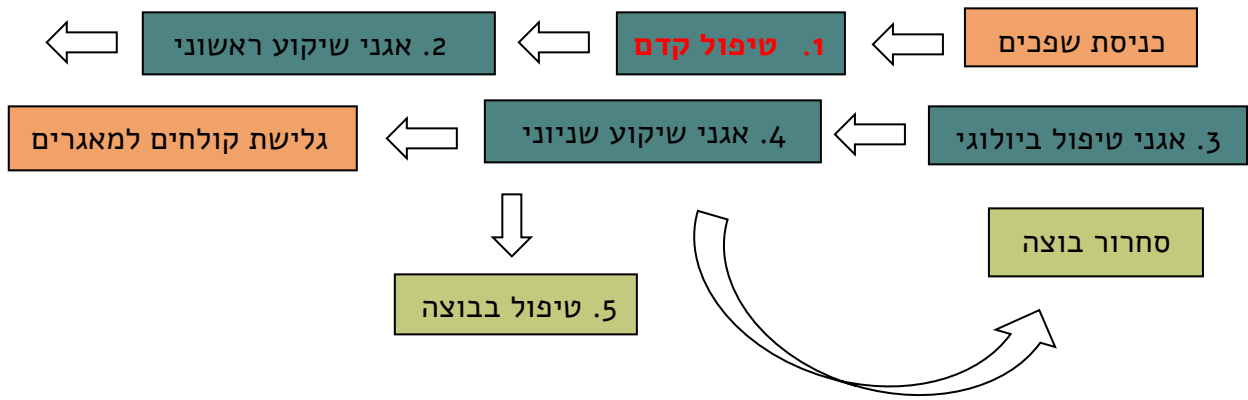 כניסת שפכים
1. טיפול קדם
2. אגני שיקוע ראשוני
3. אגני טיפול ביולוגי
4. אגני שיקוע שניוני
גלישת קולחים למאגרים
סחרור בוצה
5. טיפול בבוצה